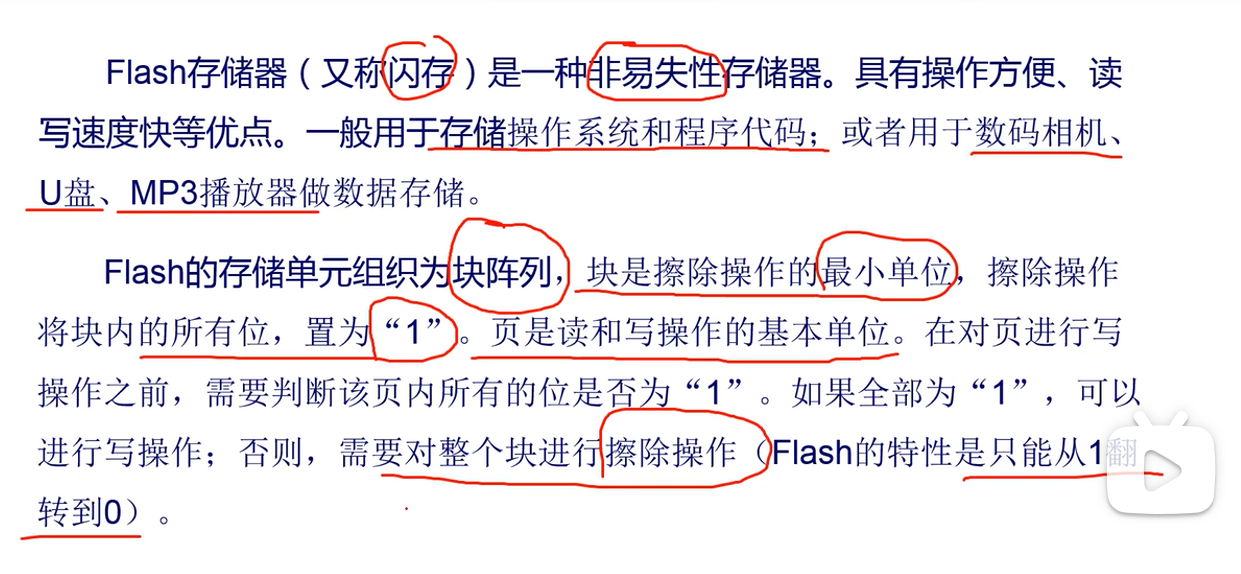 Flash存储器（又称闪存）是一种非易失性存储器。具有操作方便、读
写速度快等优点。一般用于存储操作系统和程序代码；或者用于数码相机、
U盘、MP3播放器做数据存储。
Flash的存储单元组织为块阵列，块是擦除操作的最小单位，擦除操作
将块内的所有位，置为“1”。页是读和写操作的基本单位。在对页进行写
操作之前，需要判断该页内所有的位是否为“1”。如果全部为“1”，可以
进行写操作；否则，需要对整个块进行擦除操作（Flash的特性是只能从1翻
转到0）。